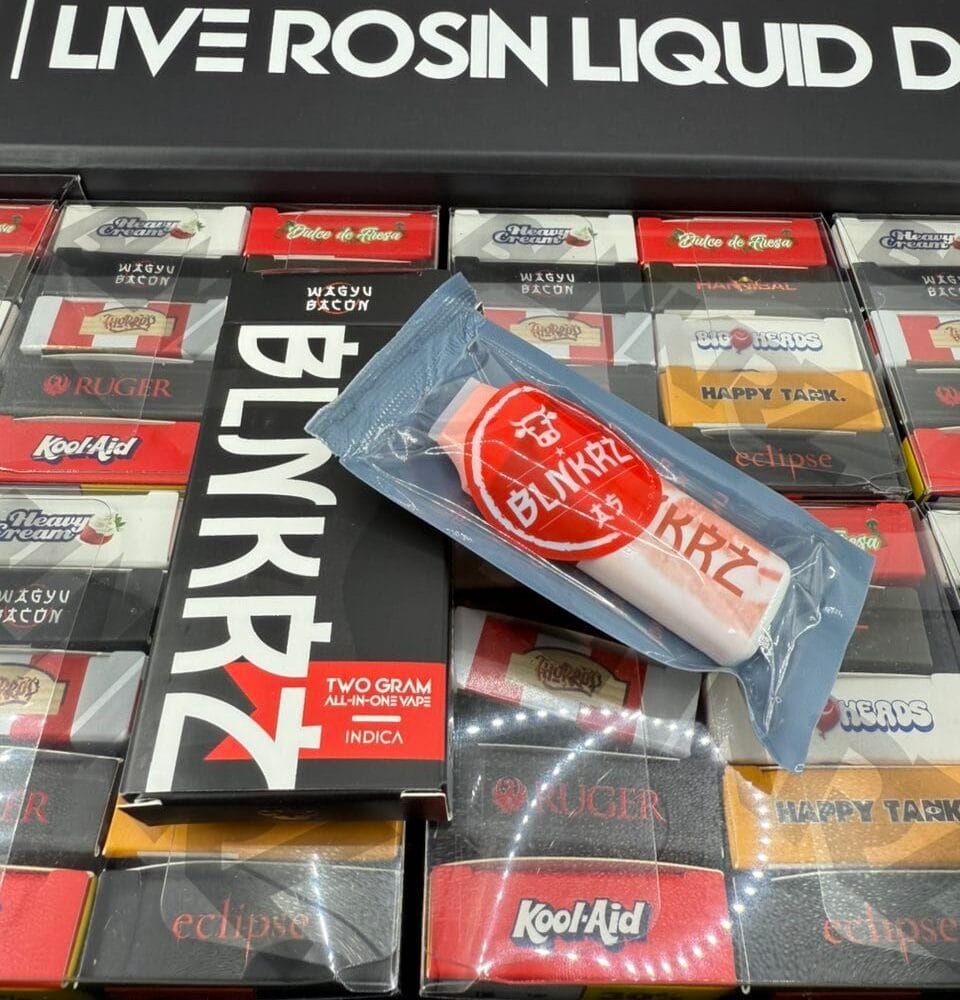 LIVE ROSIN LIQUID D
Heavy
Cream
Dulce de Fresa
Heavy
Cream
Dulce de Fresa
Heavy
Cream
WAGYU
BACON
WAGYU
BACON
WAGYU
BACON
HANNIBAL
WAGYU
BACO
BIG HEADS
RUGER
HAPPY TANK.
Kool-Aid
eclipse
BLNKRZ
BLNKRZ
KRZ
Heavy
Cream
WAGYU
BACON
TWO GRAM
ALL-IN-ONE VAPE
INDICA
HEADS
GER
RUGER
HAPPY TANK
eclipse
Kool-Aid
eclipse